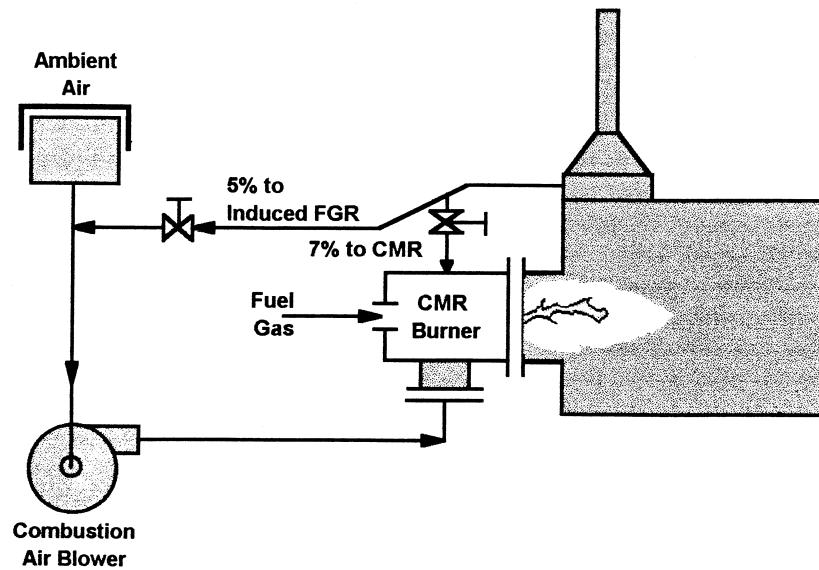 Ambient
Air
5% to
Induced FGR
7% to CMR
Fuel
Gas
CMR
Burner
Combustion
Air Blower